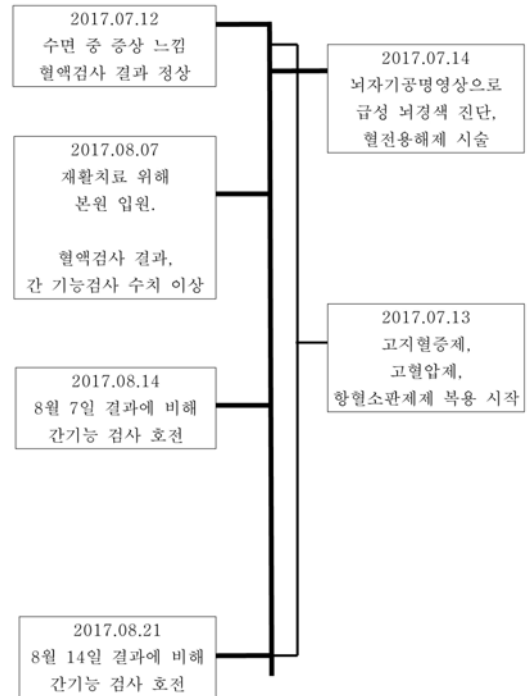 2017.07.12
수면 중 증상 느낌
혈액검사 결과 정상
2017.07.14
뇌자기공명영상으로
급성 뇌경색 진단,
혈전용해제 시술
2017.08.07
재활치료 위해
본원 입원.
혈액검사 결과,
간 기능검사 수치 이상
2017.07.13
고지혈증제,
고혈압제,
항혈소판제제 복용 시작
2017.08.14
8월 7일 결과에 비해
간기능 검사 호전
2017.08.21
8월 14일 결과에 비해
간기능 검사 호전